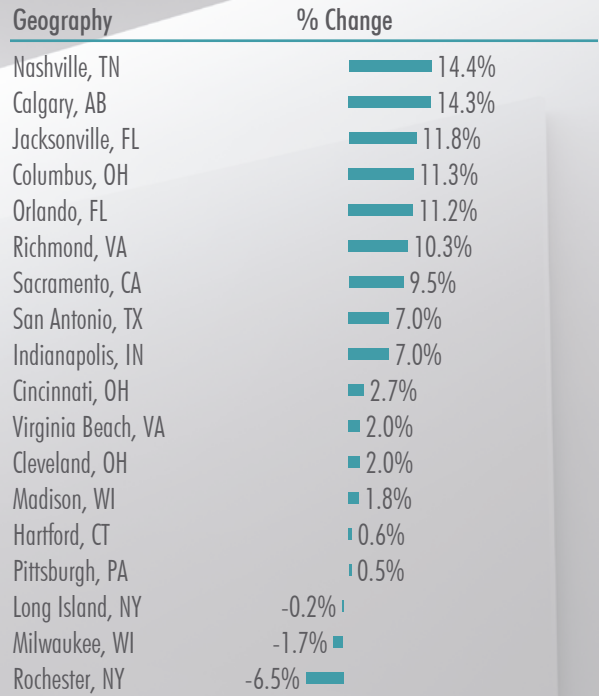 Geography % Change
Nashville, TN 14.4%
Calgary, AB 14.3%
Jacksonville, FL 11.8%
Columbus, OH 11.3%
Orlando, FL 11.2%
Richmond, VA 10.3%
Sacramento, CA 9.5%
San Antonio, TX 7.0%
Indianapolis, IN 7.0%
Cincinnati, OH 2.7%
Virginia Beach, VA 2.0%
Cleveland, OH 2.0%
Madison, WI 1.8%
Hartford, CT 0.6%
Pittsburgh, PA 0.5%
Long Island, NY -0.2%
Milwaukee, WI -1.7%
Rochester, NY -6.5%